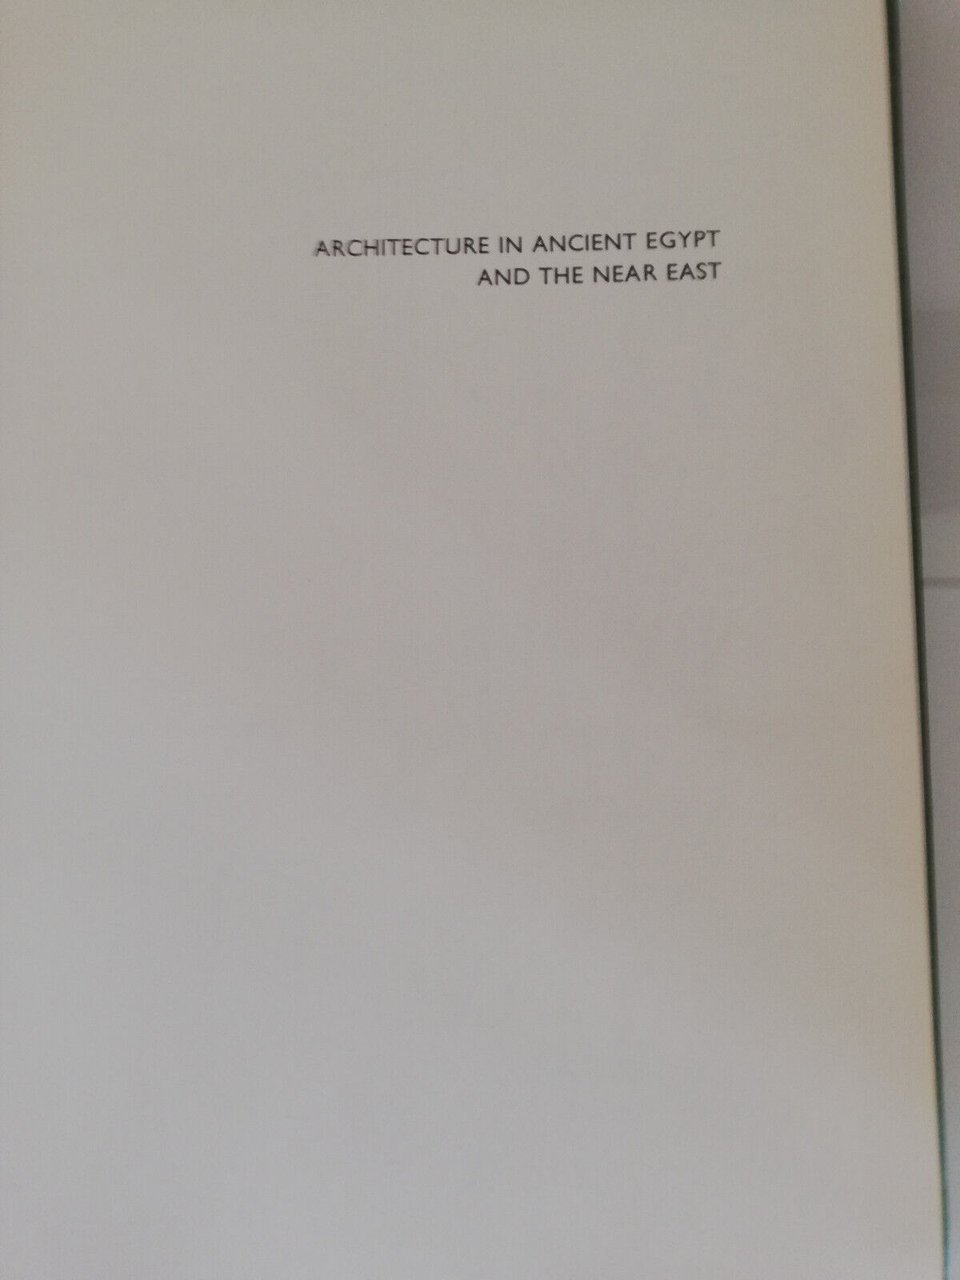 ARCHITECTURE IN ANCIENT EGYPT
AND THE NEAR EAST